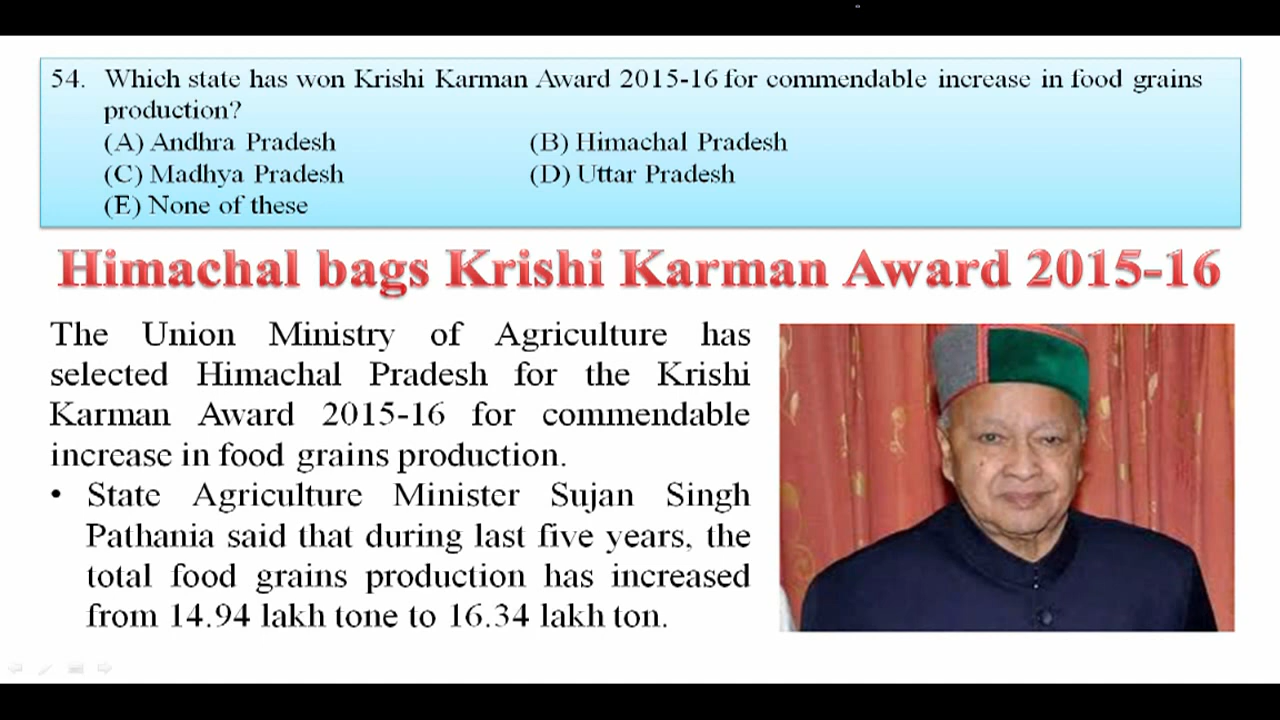 54. Which state has won Krishi Karman Award 2015-16 for commendable increase in food grains
production?
(A) Andhra Pradesh (B) Himachal Pradesh
(C) Madhya Pradesh (D) Uttar Pradesh
(E) None of these
Himachal bags Krishi Karman Award 2015-16
The Union Ministry of Agriculture has
selected Himachal Pradesh for the Krishi
Karman Award 2015-16 for commendable
increase in food grains production.
• State Agriculture Minister Sujan Singh
Pathania said that during last five years, the
total food grains production has increased
from 14.94 lakh tone to 16.34 lakh ton.